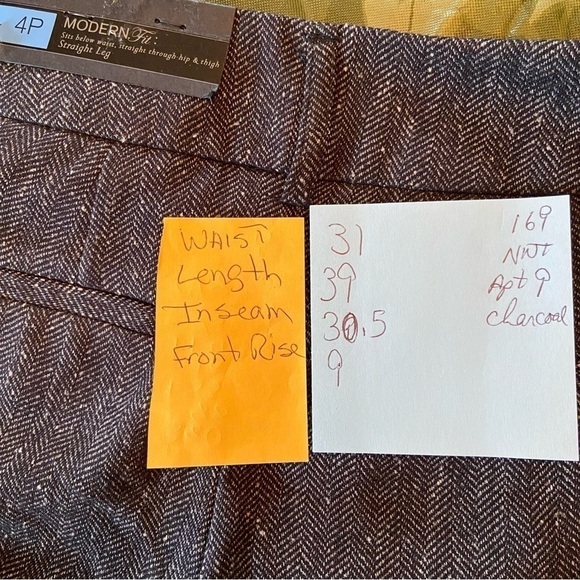 4P
MODERN Fit:
Sits below waist, straight through hip & thigh
Straight Leg
WAIST
Length
Inseam
Front Rise
31
39
30.5
9
169
NWT
Apt 9
Charcoal